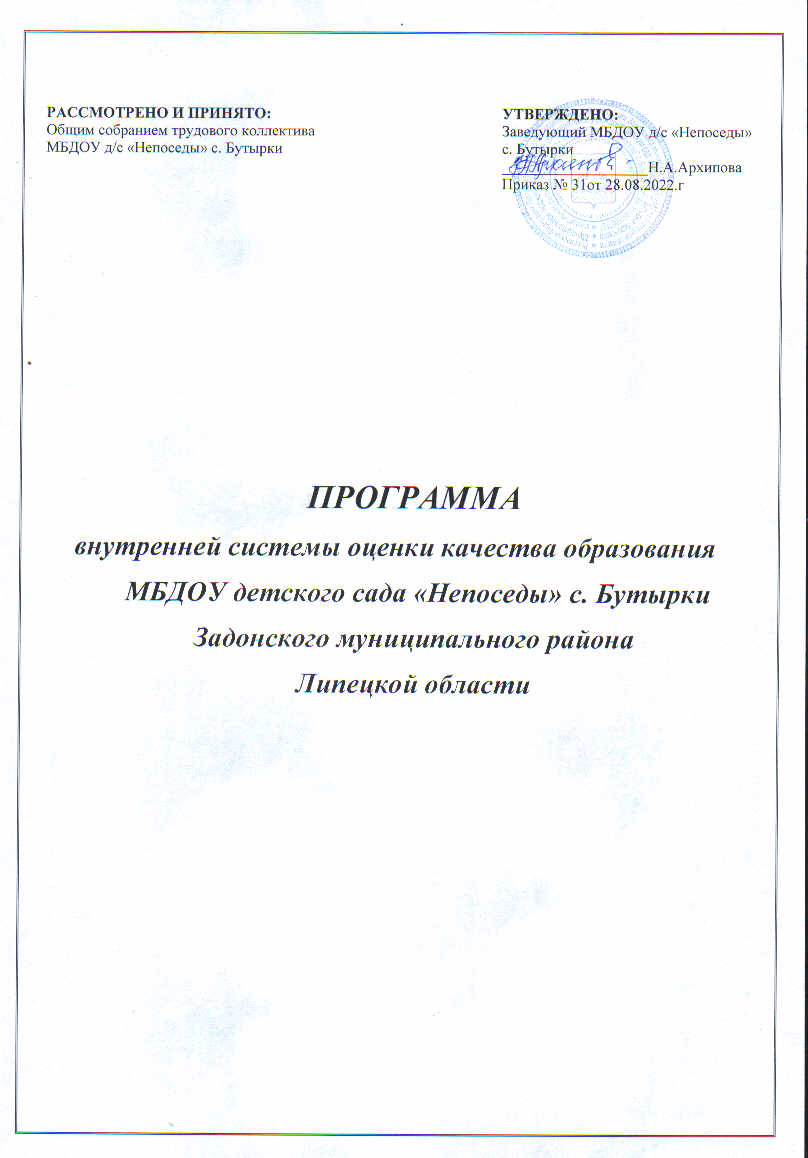 РАССМОТРЕНО И ПРИНЯТО:
Общим собранием трудового коллектива
МБДОУ д/с «Непоседы» с. Бутырки
УТВЕРЖДЕНО:
Заведующий МБДОУ д/с «Непоседы»
с. Бутырки
Н.А.Архипова
Приказ № 31от 28.08.2022.г
ПРОГРАММА
внутренней системы оценки качества образования
МБДОУ детского сада «Непоседы» с. Бутырки
Задонского муниципального района
Липецкой области